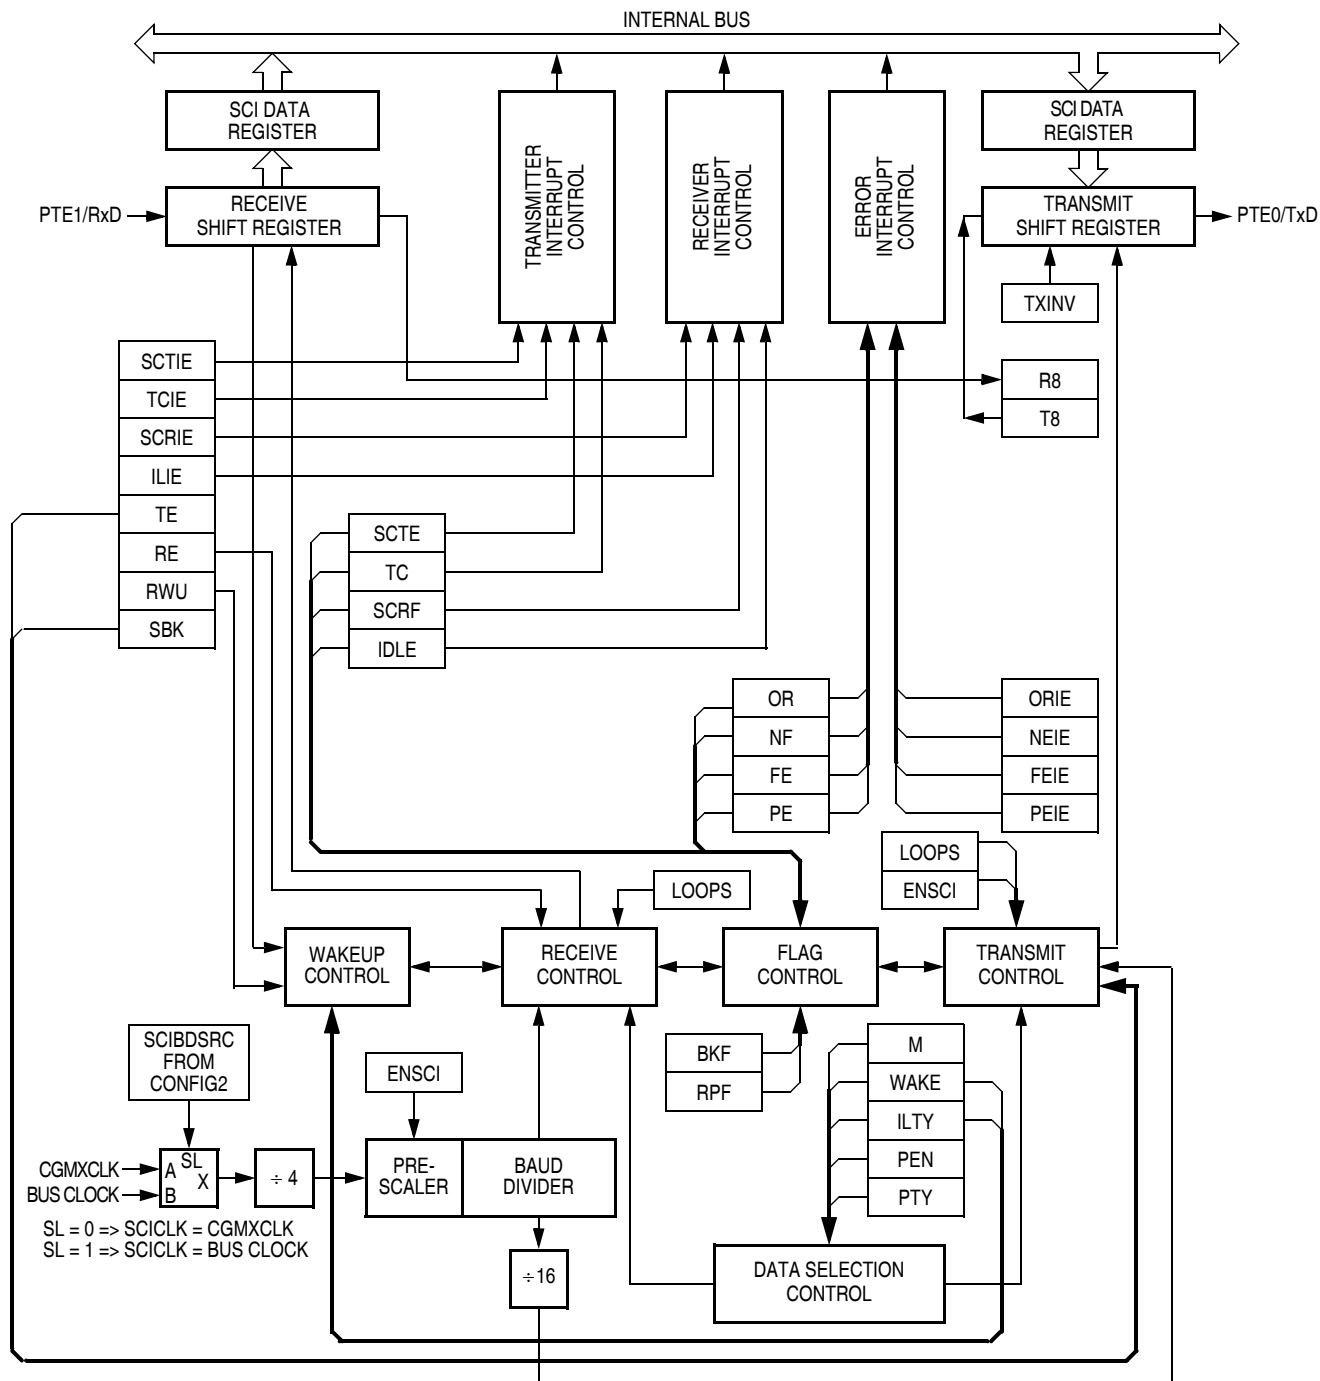 INTERNAL BUS
SCI DATA
REGISTER
TRANSMITTER
INTERRUPT
CONTROL
RECEIVER
INTERRUPT
CONTROL
ERROR
INTERRUPT
CONTROL
SCI DATA
REGISTER
PTE1/RxD
RECEIVE
SHIFT REGISTER
TRANSMIT
SHIFT REGISTER
PTE0/TxD
TXINV
SCTIE
TCIE
SCRIE
ILIE
TE
RE
RWU
SBK
R8
T8
SCTE
TC
SCRF
IDLE
OR
NF
FE
PE
ORIE
NEIE
FEIE
PEIE
LOOPS
ENSCI
LOOPS
WAKEUP
CONTROL
RECEIVE
CONTROL
FLAG
CONTROL
TRANSMIT
CONTROL
SCIBDSRC
FROM
CONFIG2
ENSCI
BKF
RPF
M
WAKE
ILTY
PEN
PTY
CGMXCLK
BUS CLOCK
A
SL
X
B
÷ 4
PRE-
SCALER
BAUD
DIVIDER
SL = 0 => SCICLK = CGMXCLK
SL = 1 => SCICLK = BUS CLOCK
÷16
DATA SELECTION
CONTROL